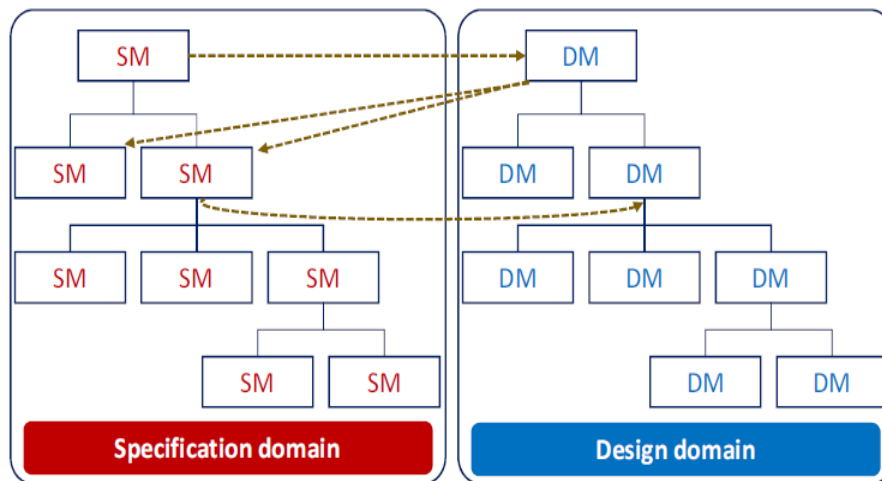 SM
DM
SM SM
DM DM
SM SM SM
DM DM DM
SM SM
DM DM
Specification domain
Design domain